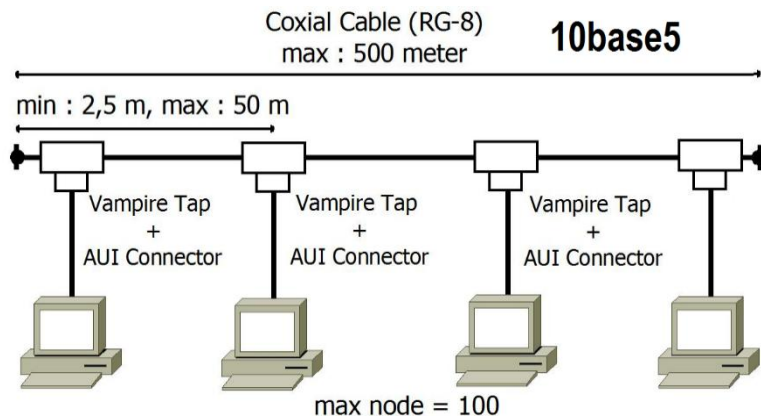 Coxial Cable (RG-8)
10base5
max : 500 meter
min : 2,5 m, max : 50 m
Vampire Tap
+
AUI Connector
Vampire Tap
+
AUI Connector
Vampire Tap
+
AUI Connector
max node = 100